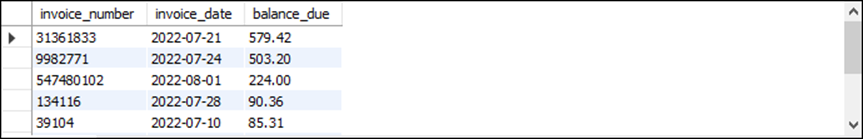 invoice_number invoice_date balance_due
31361833 2022-07-21 579.42
9982771 2022-07-24 503.20
547480102 2022-08-01 224.00
134116 2022-07-28 90.36
39104 2022-07-10 85.31